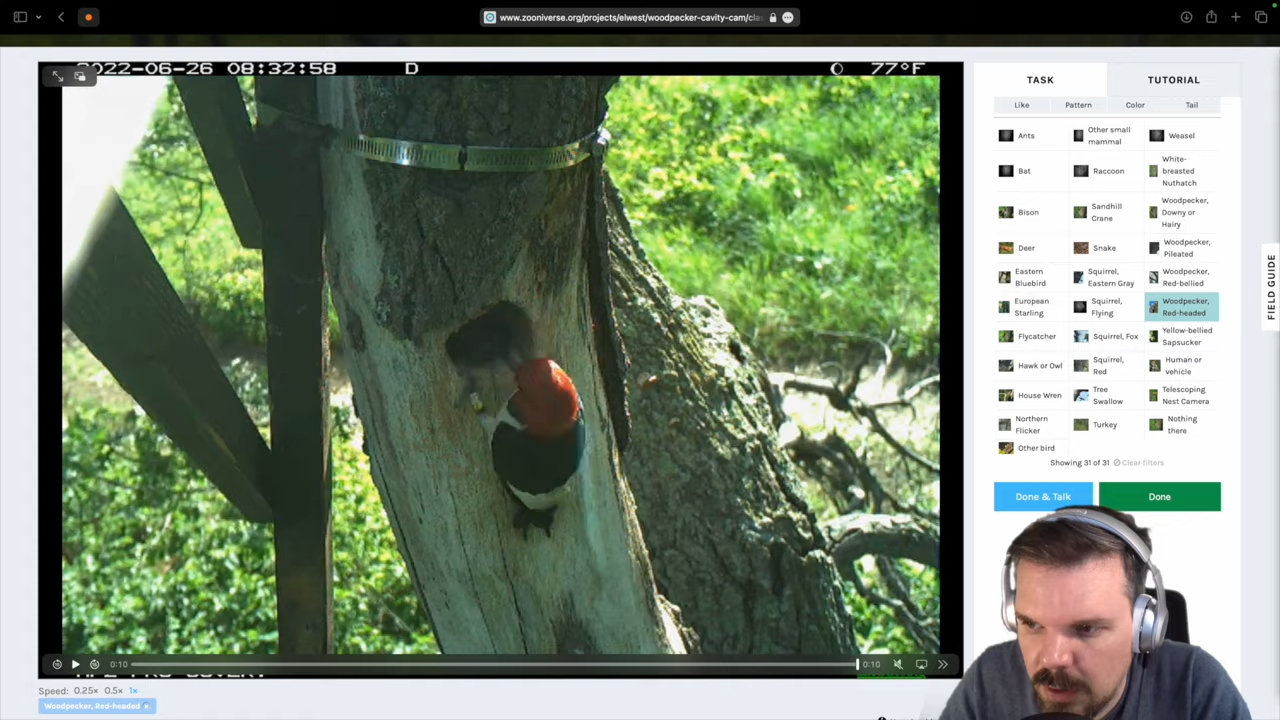 www.zooniverse.org/projects/elwest/woodpecker-cavity-cam/cla
2022-06-26 08:32:58 D 77°F
TASK
TUTORIAL
Like
Pattern
Color
Tail
Ants
Other small
mammal
Weasel
Bat
Raccoon
White-
breasted
Nuthatch
Bison
Sandhill
Crane
Woodpecker,
Downy or
Hairy
Deer
Snake
Woodpecker,
Pileated
Eastern
Bluebird
Squirrel,
Eastern Gray
Woodpecker,
Red-bellied
European
Starling
Squirrel,
Flying
Woodpecker,
Red-headed
Flycatcher
Squirrel, Fox
Yellow-bellied
Sapsucker
Hawk or Owl
Squirrel,
Red
Human or
vehicle
House Wren
Tree
Swallow
Telescoping
Nest Camera
Northern
Flicker
Turkey
Nothing
there
Other bird
Showing 31 of 31
Clear filters
Done & Talk
Done
FIELD GUIDE
0:10
0:10
Speed: 0.25× 0.5× 1×
Woodpecker, Red-headed